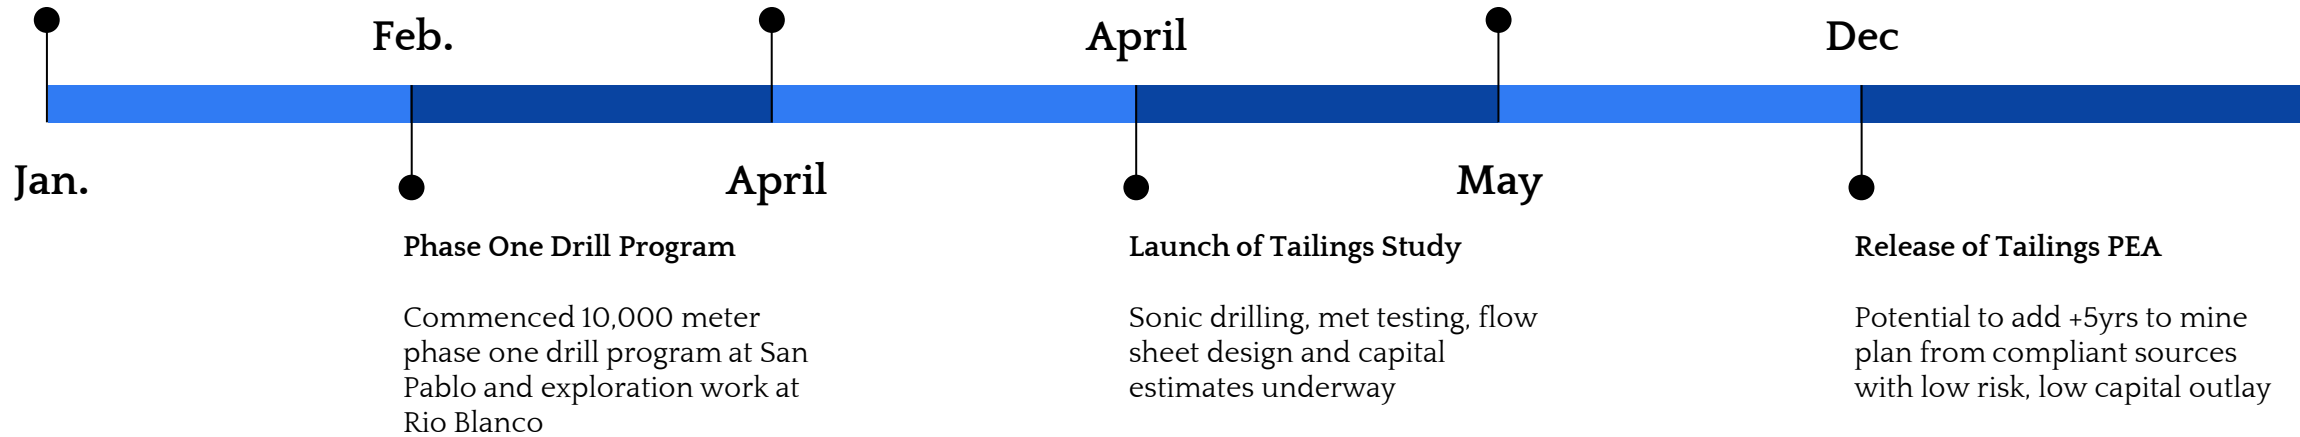 Feb.
April
Dec
Jan.
April
May
Phase One Drill Program
Commenced 10,000 meter
phase one drill program at San
Pablo and exploration work at
Rio Blanco
Launch of Tailings Study
Sonic drilling, met testing, flow
sheet design and capital
estimates underway
Release of Tailings PEA
Potential to add +5yrs to mine
plan from compliant sources
with low risk, low capital outlay